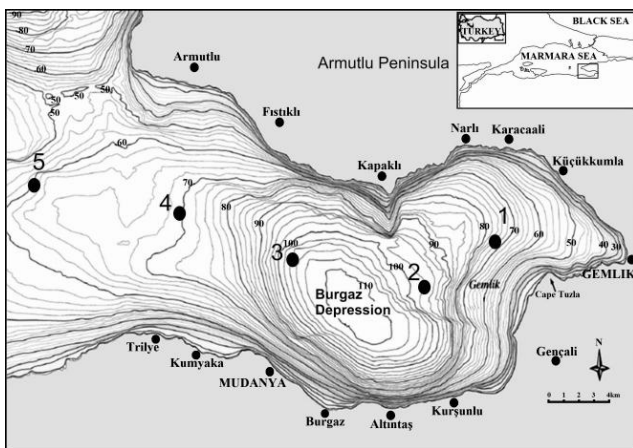 BLACK SEA
TURKEY
MARMARA SEA
90
80
70
60
50
50
50
Armutlu
Armutlu Peninsula
Fıstıklı
Narlı
Karacaali
Kapaklı
Küçükkumla
60
5
70
4
80
90
100
3
110
Burgaz
Depression
90
100
2
1
80
70
60
50
40
30
GEMLIK
Gemlik
Cape Tuzla
Trilye
Kumyaka
MUDANYA
Burgaz
Altıntaş
Kurşunlu
Gençali
N
0km 1 2 3 4km